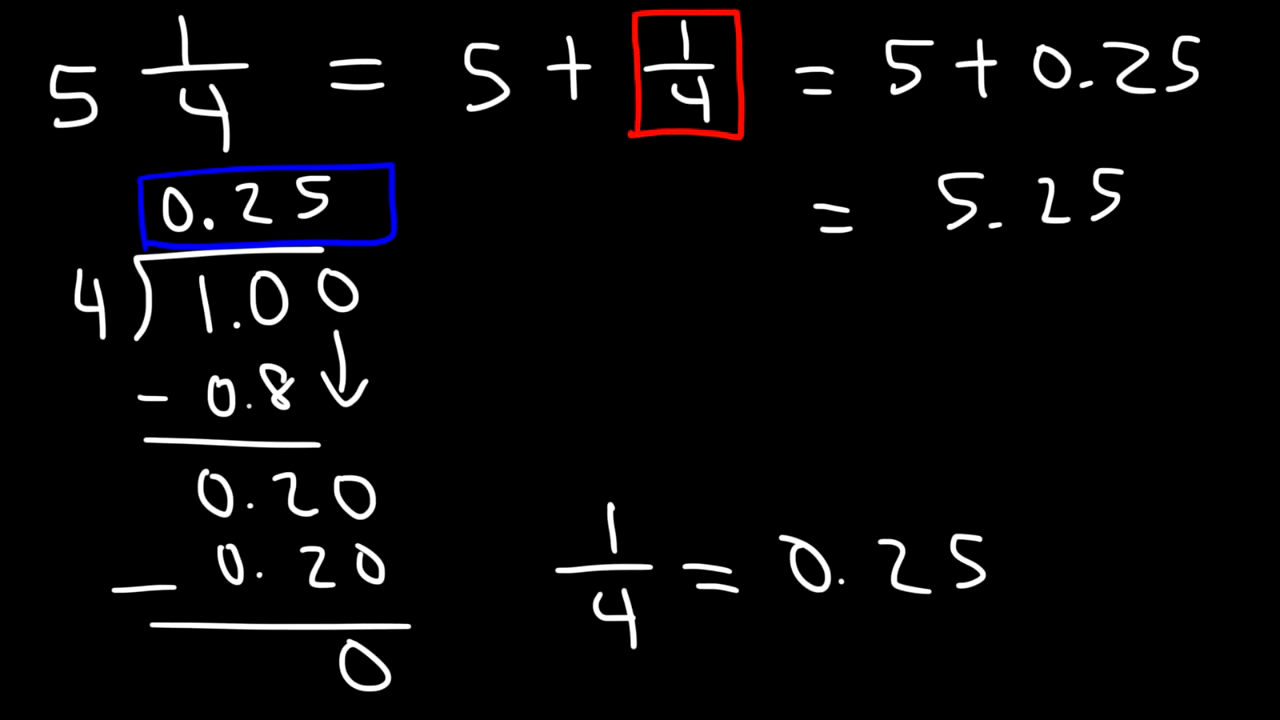 5 1/4 = 5 + 1/4 = 5 + 0.25
= 5.25
0.25
4 ) 1.00
- 0.8 ↓
0.20
- 0.20
0
1/4 = 0.25